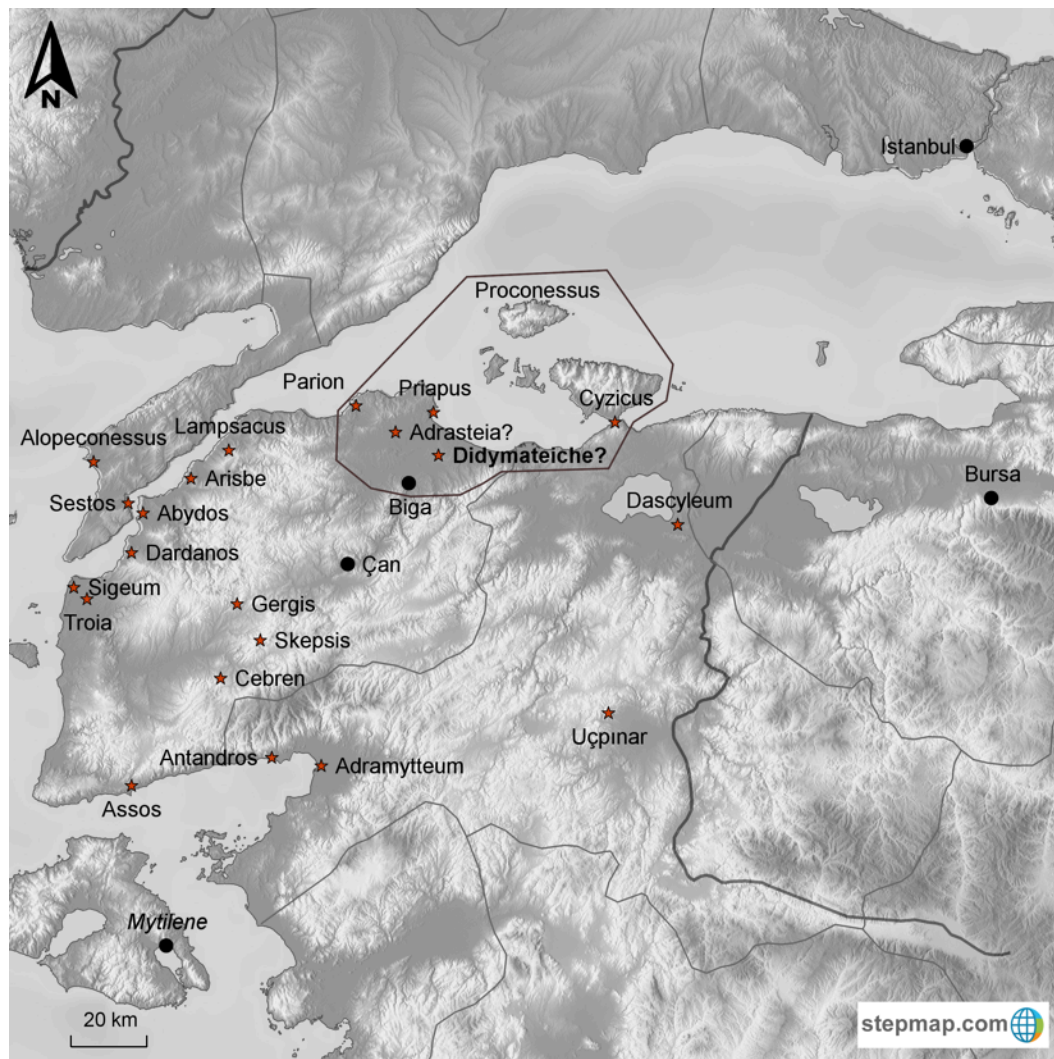 N
Istanbul
Proconessus
Parion
Priapus
Cyzicus
Lampsacus
Adrasteia?
Alopeconessus
Didymateiche?
Arisbe
Bursa
Sestos
Abydos
Biga
Dascyleum
Dardanos
Çan
Sigeum
Gergis
Troia
Skepsis
Cebren
Uçpınar
Antandros
Adramytteum
Assos
Mytilene
20 km
stepmap.com